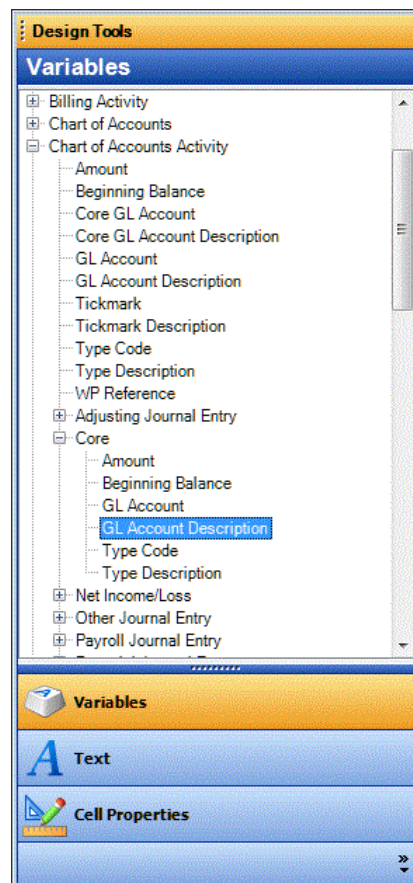 Design Tools
Variables
Billing Activity
Chart of Accounts
Chart of Accounts Activity
Amount
Beginning Balance
Core GL Account
Core GL Account Description
GL Account
GL Account Description
Tickmark
Tickmark Description
Type Code
Type Description
WP Reference
Adjusting Journal Entry
Core
Amount
Beginning Balance
GL Account
GL Account Description
Type Code
Type Description
Net Income/Loss
Other Journal Entry
Payroll Journal Entry
Variables
Text
Cell Properties